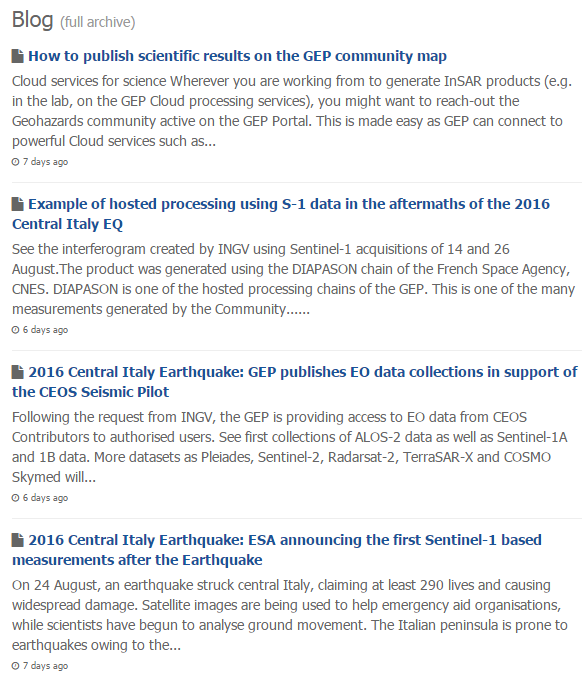 Blog (full archive)
How to publish scientific results on the GEP community map
Cloud services for science Wherever you are working from to generate InSAR products (e.g.
in the lab, on the GEP Cloud processing services), you might want to reach-out the
Geohazards community active on the GEP Portal. This is made easy as GEP can connect to
powerful Cloud services such as...
7 days ago
Example of hosted processing using S-1 data in the aftermaths of the 2016
Central Italy EQ
See the interferogram created by INGV using Sentinel-1 acquisitions of 14 and 26
August.The product was generated using the DIAPASON chain of the French Space Agency,
CNES. DIAPASON is one of the hosted processing chains of the GEP. This is one of the many
measurements generated by the Community......
6 days ago
2016 Central Italy Earthquake: GEP publishes EO data collections in support of
the CEOS Seismic Pilot
Following the request from INGV, the GEP is providing access to EO data from CEOS
Contributors to authorised users. See first collections of ALOS-2 data as well as Sentinel-1A
and 1B data. More datasets as Pleiades, Sentinel-2, Radarsat-2, TerraSAR-X and COSMO
Skymed will...
6 days ago
2016 Central Italy Earthquake: ESA announcing the first Sentinel-1 based
measurements after the Earthquake
On 24 August, an earthquake struck central Italy, claiming at least 290 lives and causing
widespread damage. Satellite images are being used to help emergency aid organisations,
while scientists have begun to analyse ground movement. The Italian peninsula is prone to
earthquakes owing to the...
7 days ago